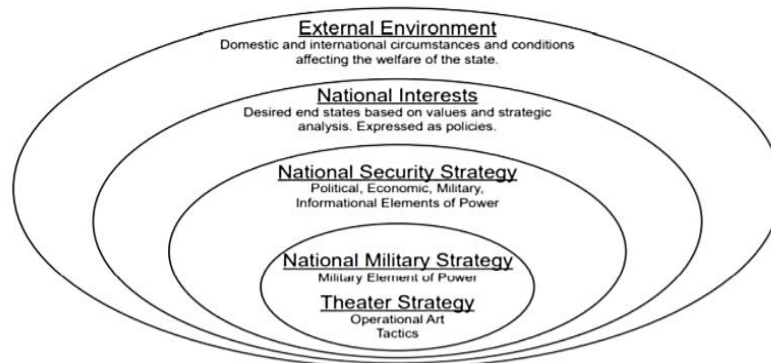 External Environment
Domestic and international circumstances and conditions
affecting the welfare of the state.
National Interests
Desired end states based on values and strategic
analysis. Expressed as policies.
National Security Strategy
Political, Economic, Military,
Informational Elements of Power
National Military Strategy
Military Element of Power
Theater Strategy
Operational Art
Tactics